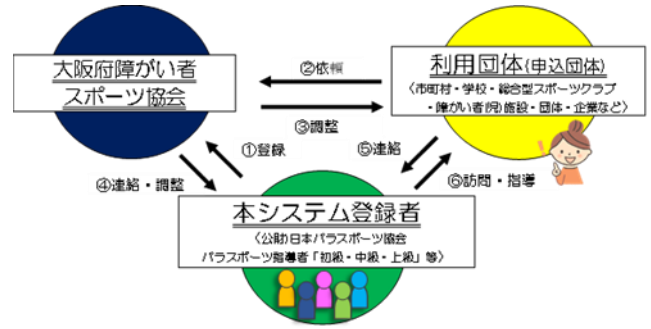 大阪府障がい者
スポーツ協会
利用団体(申込団体)
〈市町村・学校・総合型スポーツクラブ
・障がい者(児)施設・団体・企業など〉
②依頼
③調整
①登録
④連絡・調整
⑤連絡
⑥訪問・指導
本システム登録者
〈公財)日本パラスポーツ協会
パラスポーツ指導者「初級・中級・上級」等〉